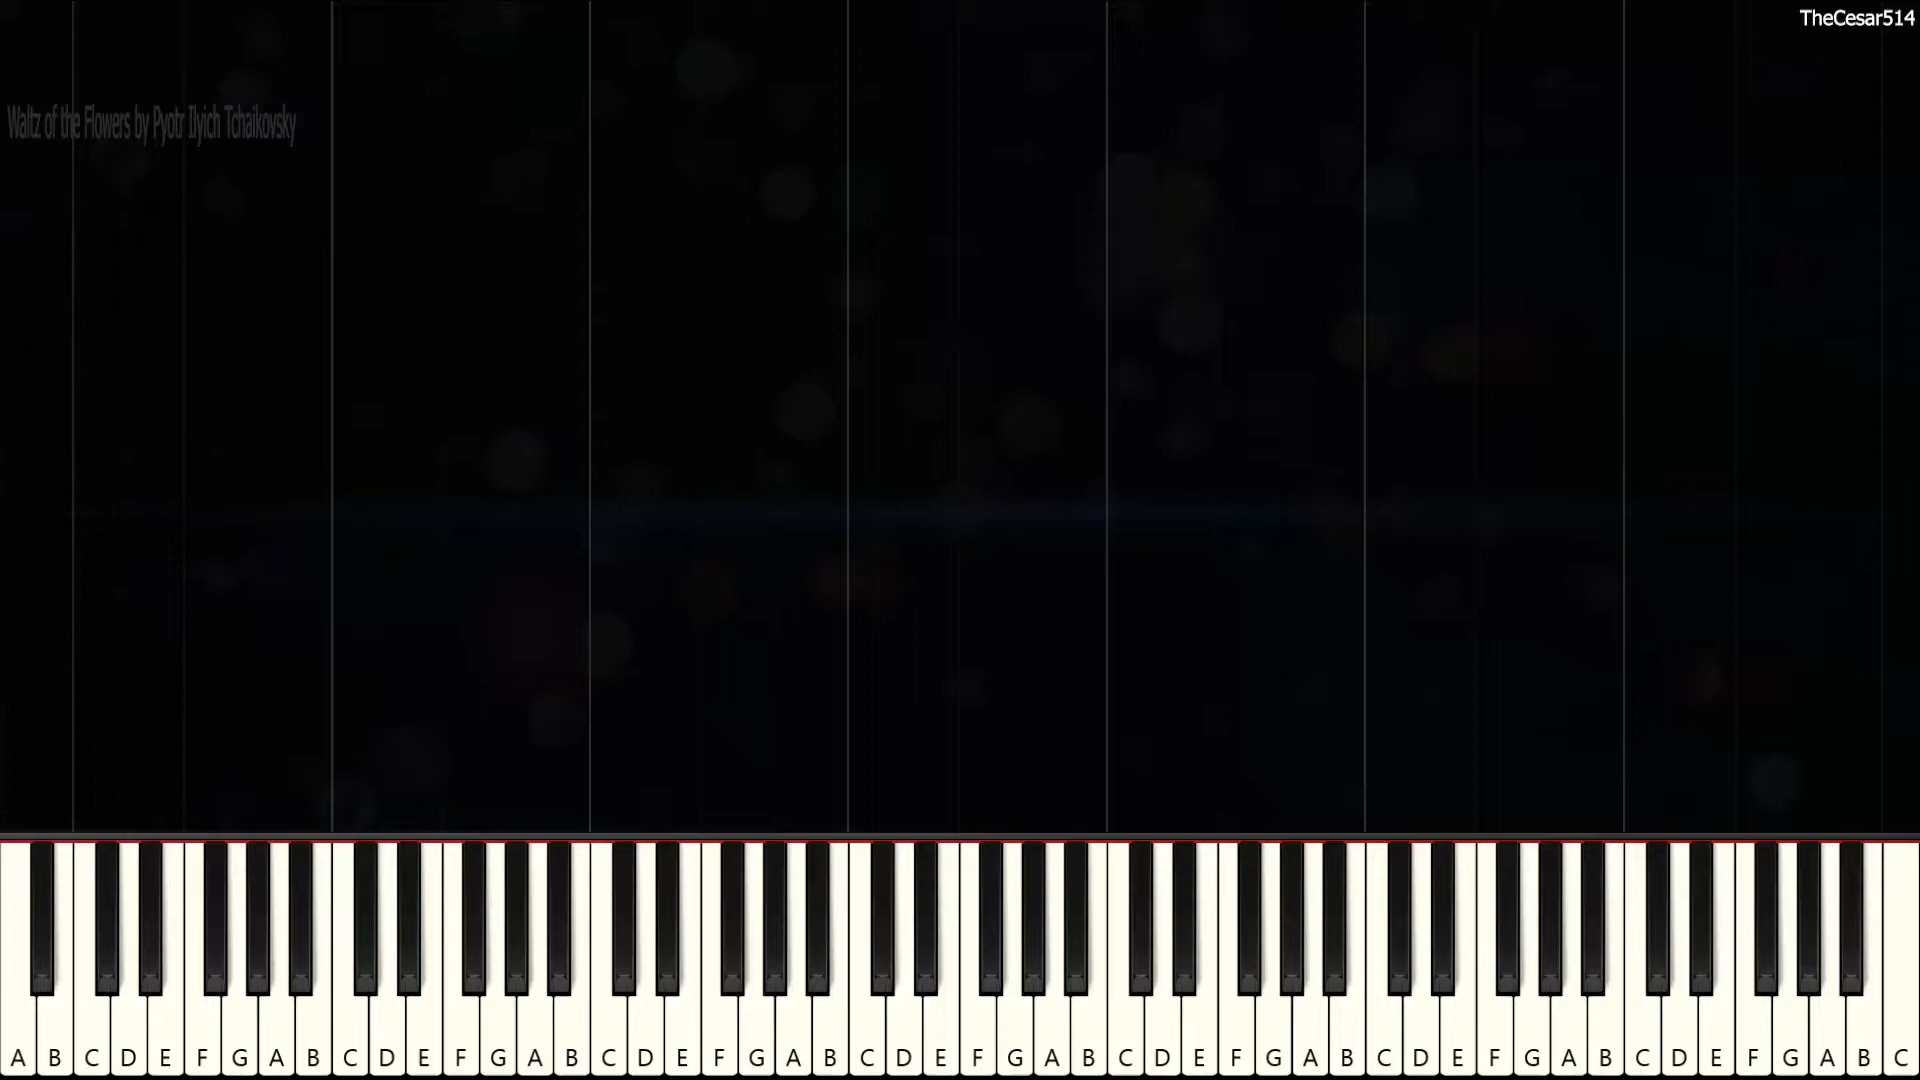 TheCesar514
Waltz of the Flowers by Pyotr Ilyich Tchaikovsky
A B C D E F G A B C D E F G A B C D E F G A B C D E F G A B C D E F G A B C D E F G A B C D E F G A B C